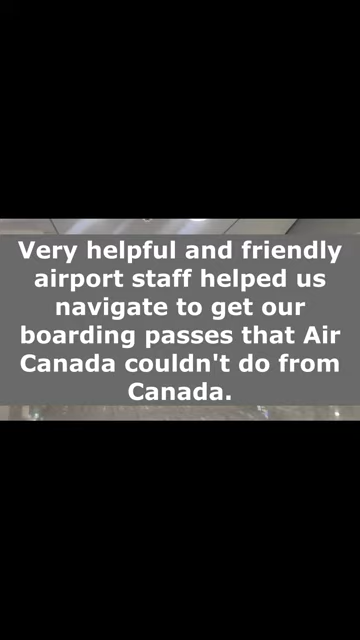 Very helpful and friendly
airport staff helped us
navigate to get our
boarding passes that Air
Canada couldn't do from
Canada.